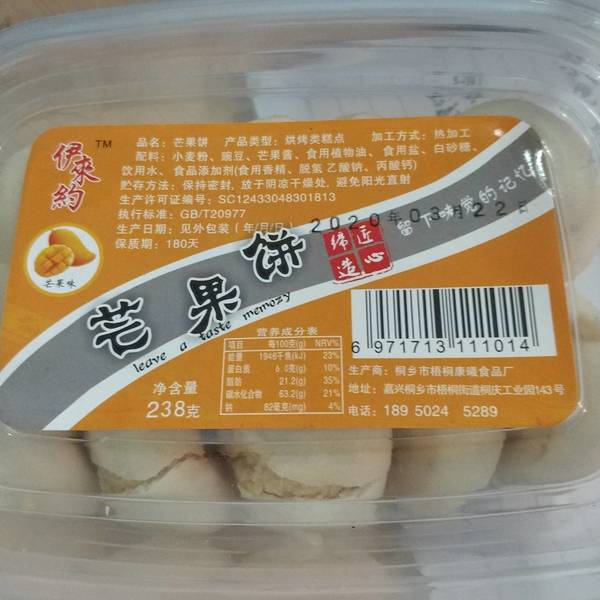 伊来约 TM
品名：芒果饼 产品类型：烘烤类糕点 加工方式：热加工
配料：小麦粉、豌豆、芒果酱、食用植物油、食用盐、白砂糖、
饮用水、食品添加剂(食用香精、脱氢乙酸钠、丙酸钙)
贮存方法：保持密封，放于阴凉干燥处，避免阳光直射
生产许可证编号：SC12433048301813
执行标准：GB/T20977
生产日期：见外包装（年/月/日）
2020年03月22日
保质期：180天
芒果味
芒果饼
leave a taste memozy
匠心
缔造
留下味觉的记忆
营养成分表
项目 每100克(g) NRV%
能量 1946千焦(kJ) 23%
蛋白质 6.0克(g) 10%
脂肪 21.2(g) 35%
碳水化合物 63.2(g) 21%
钠 82毫克(mg) 4%
净含量
238克
6 971713 111014
生产商：桐乡市梧桐康曦食品厂
地址：嘉兴桐乡市梧桐街道桐庆工业园143号
电话：189 5024 5289